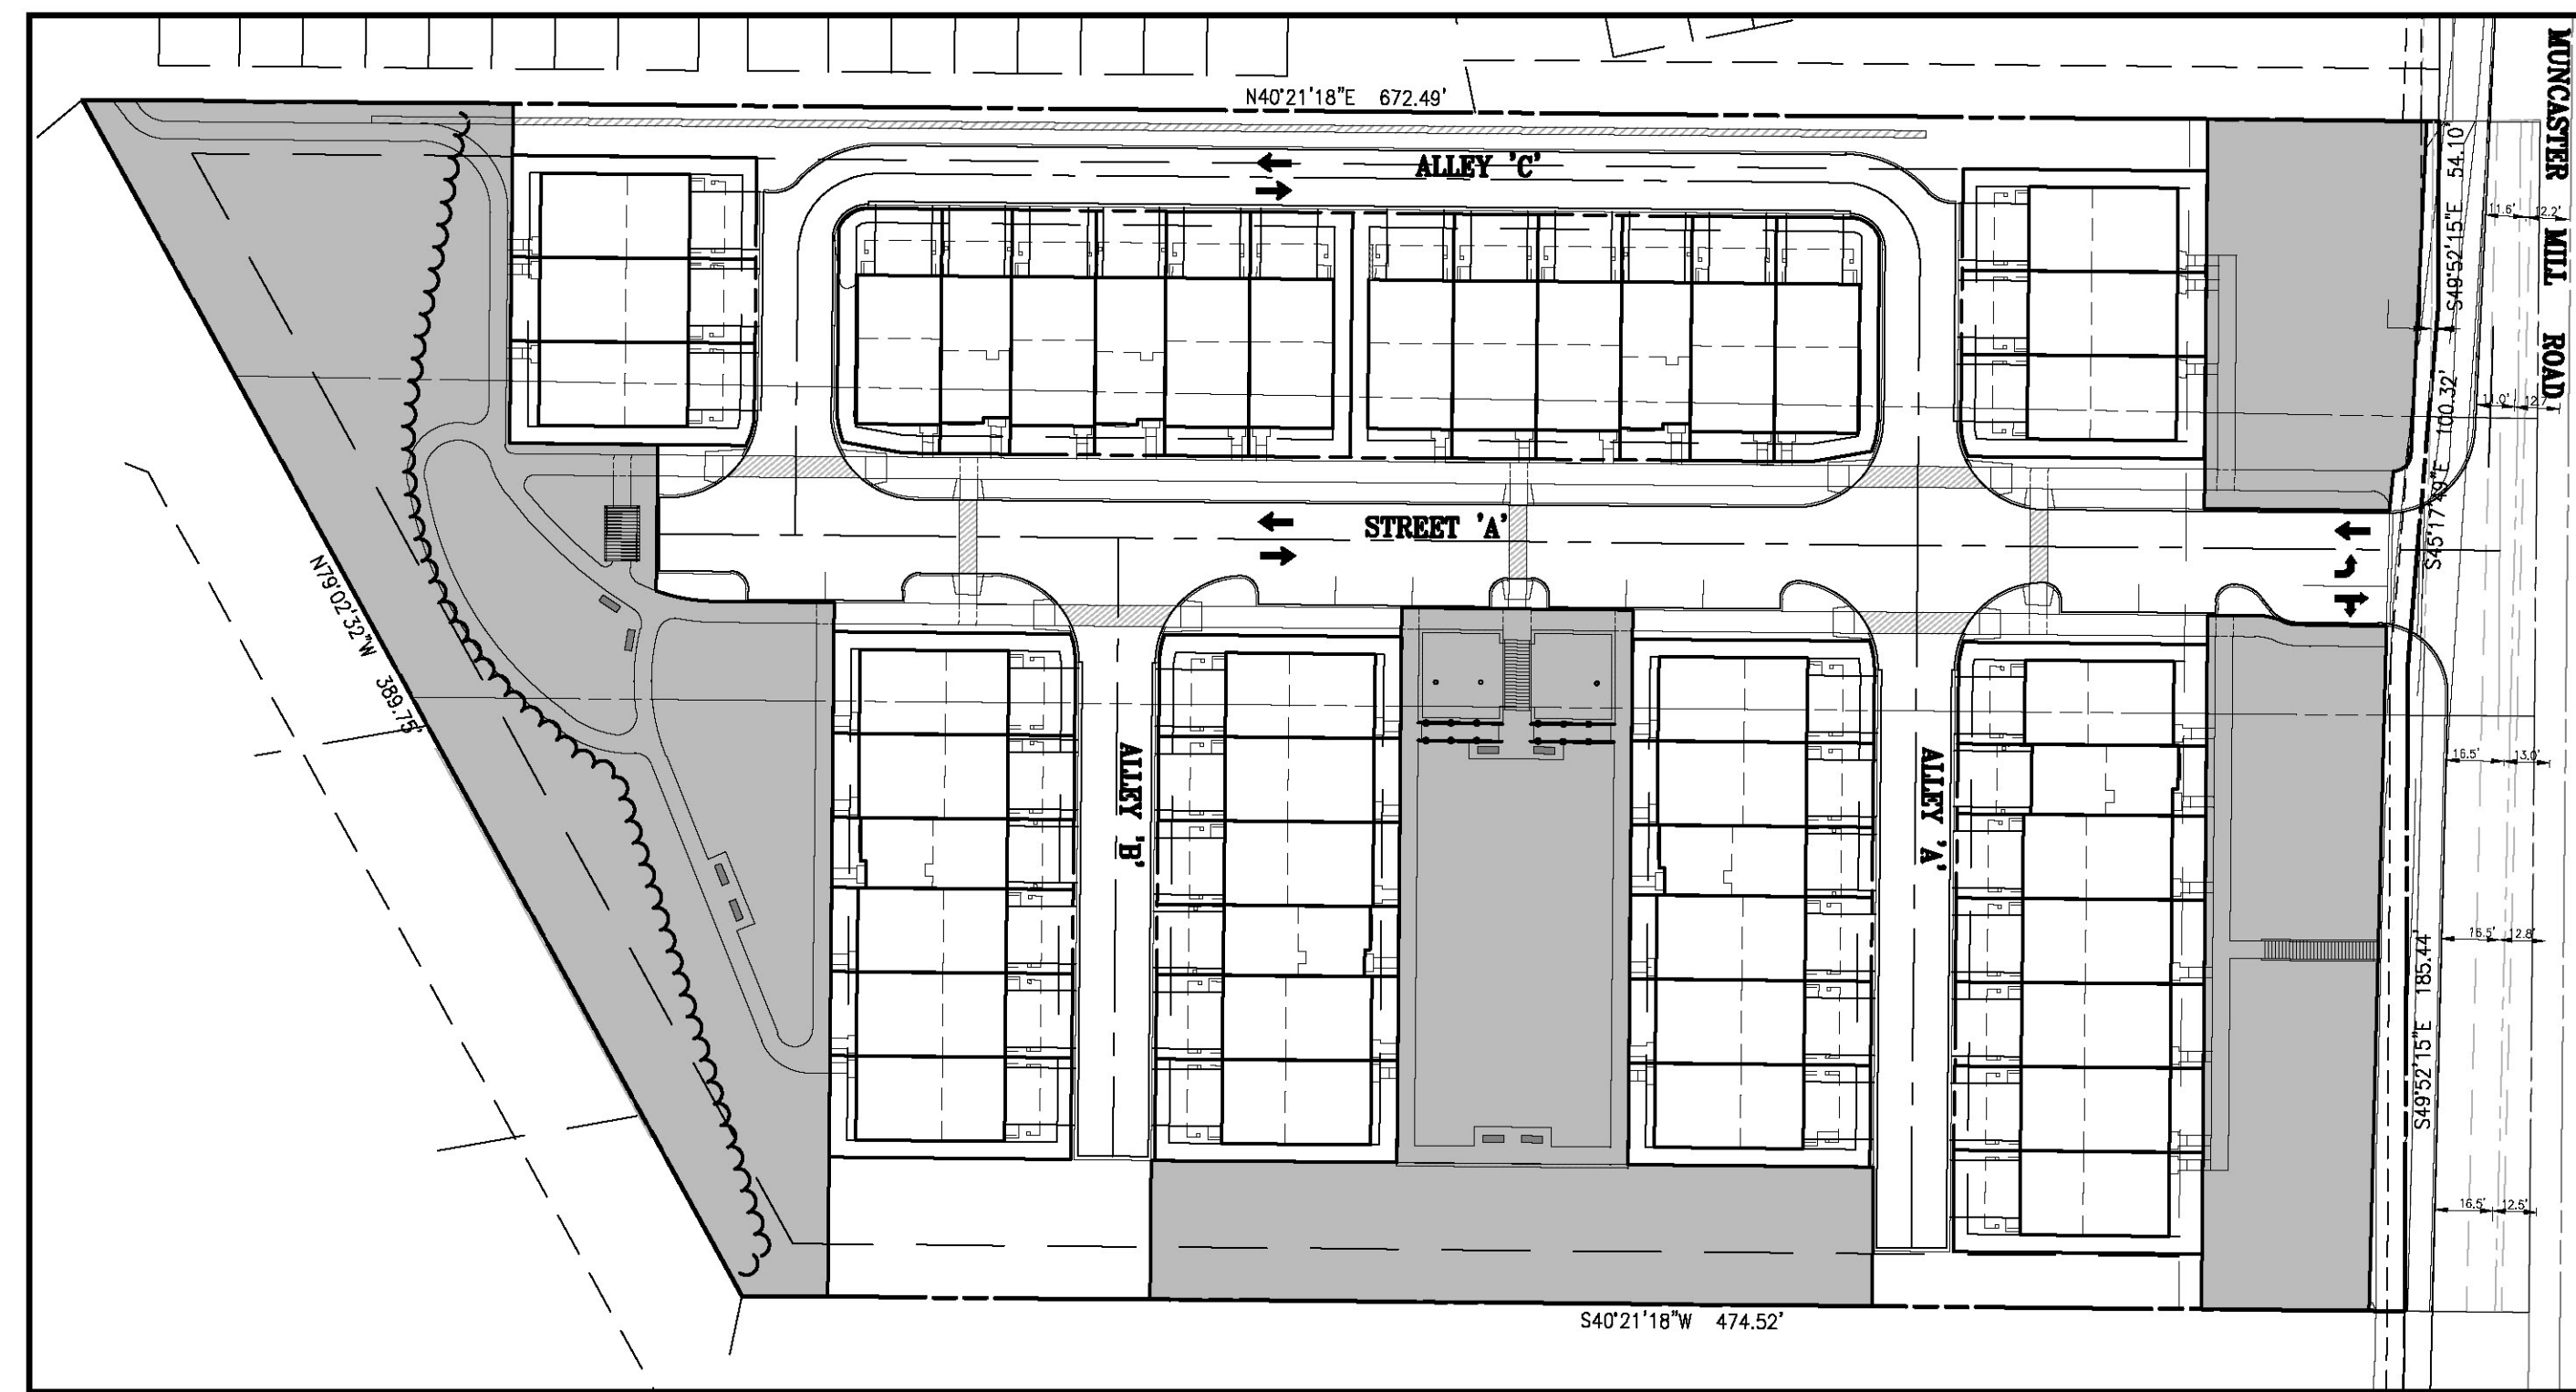 N40°21'18"E 672.49'
MUNCASTER MILL ROAD
ALLEY 'C'
S49°52'15"E 54.10'
11.6' 12.2'
S45°17'49"E 100.32'
11.0' 12.7'
STREET 'A'
N79°02'32"W 389.75'
ALLEY 'B'
ALLEY 'A'
16.5' 13.0'
16.5' 12.8'
S49°52'15"E 185.44'
16.5' 12.5'
S40°21'18"W 474.52'